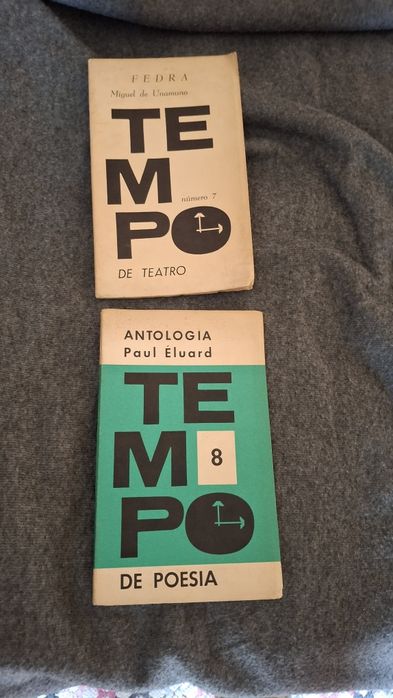 FEDRA
Miguel de Unamuno
TE
M
número 7
PO
DE TEATRO
ANTOLOGIA
Paul Éluard
TE
M 8
PO
DE POESIA